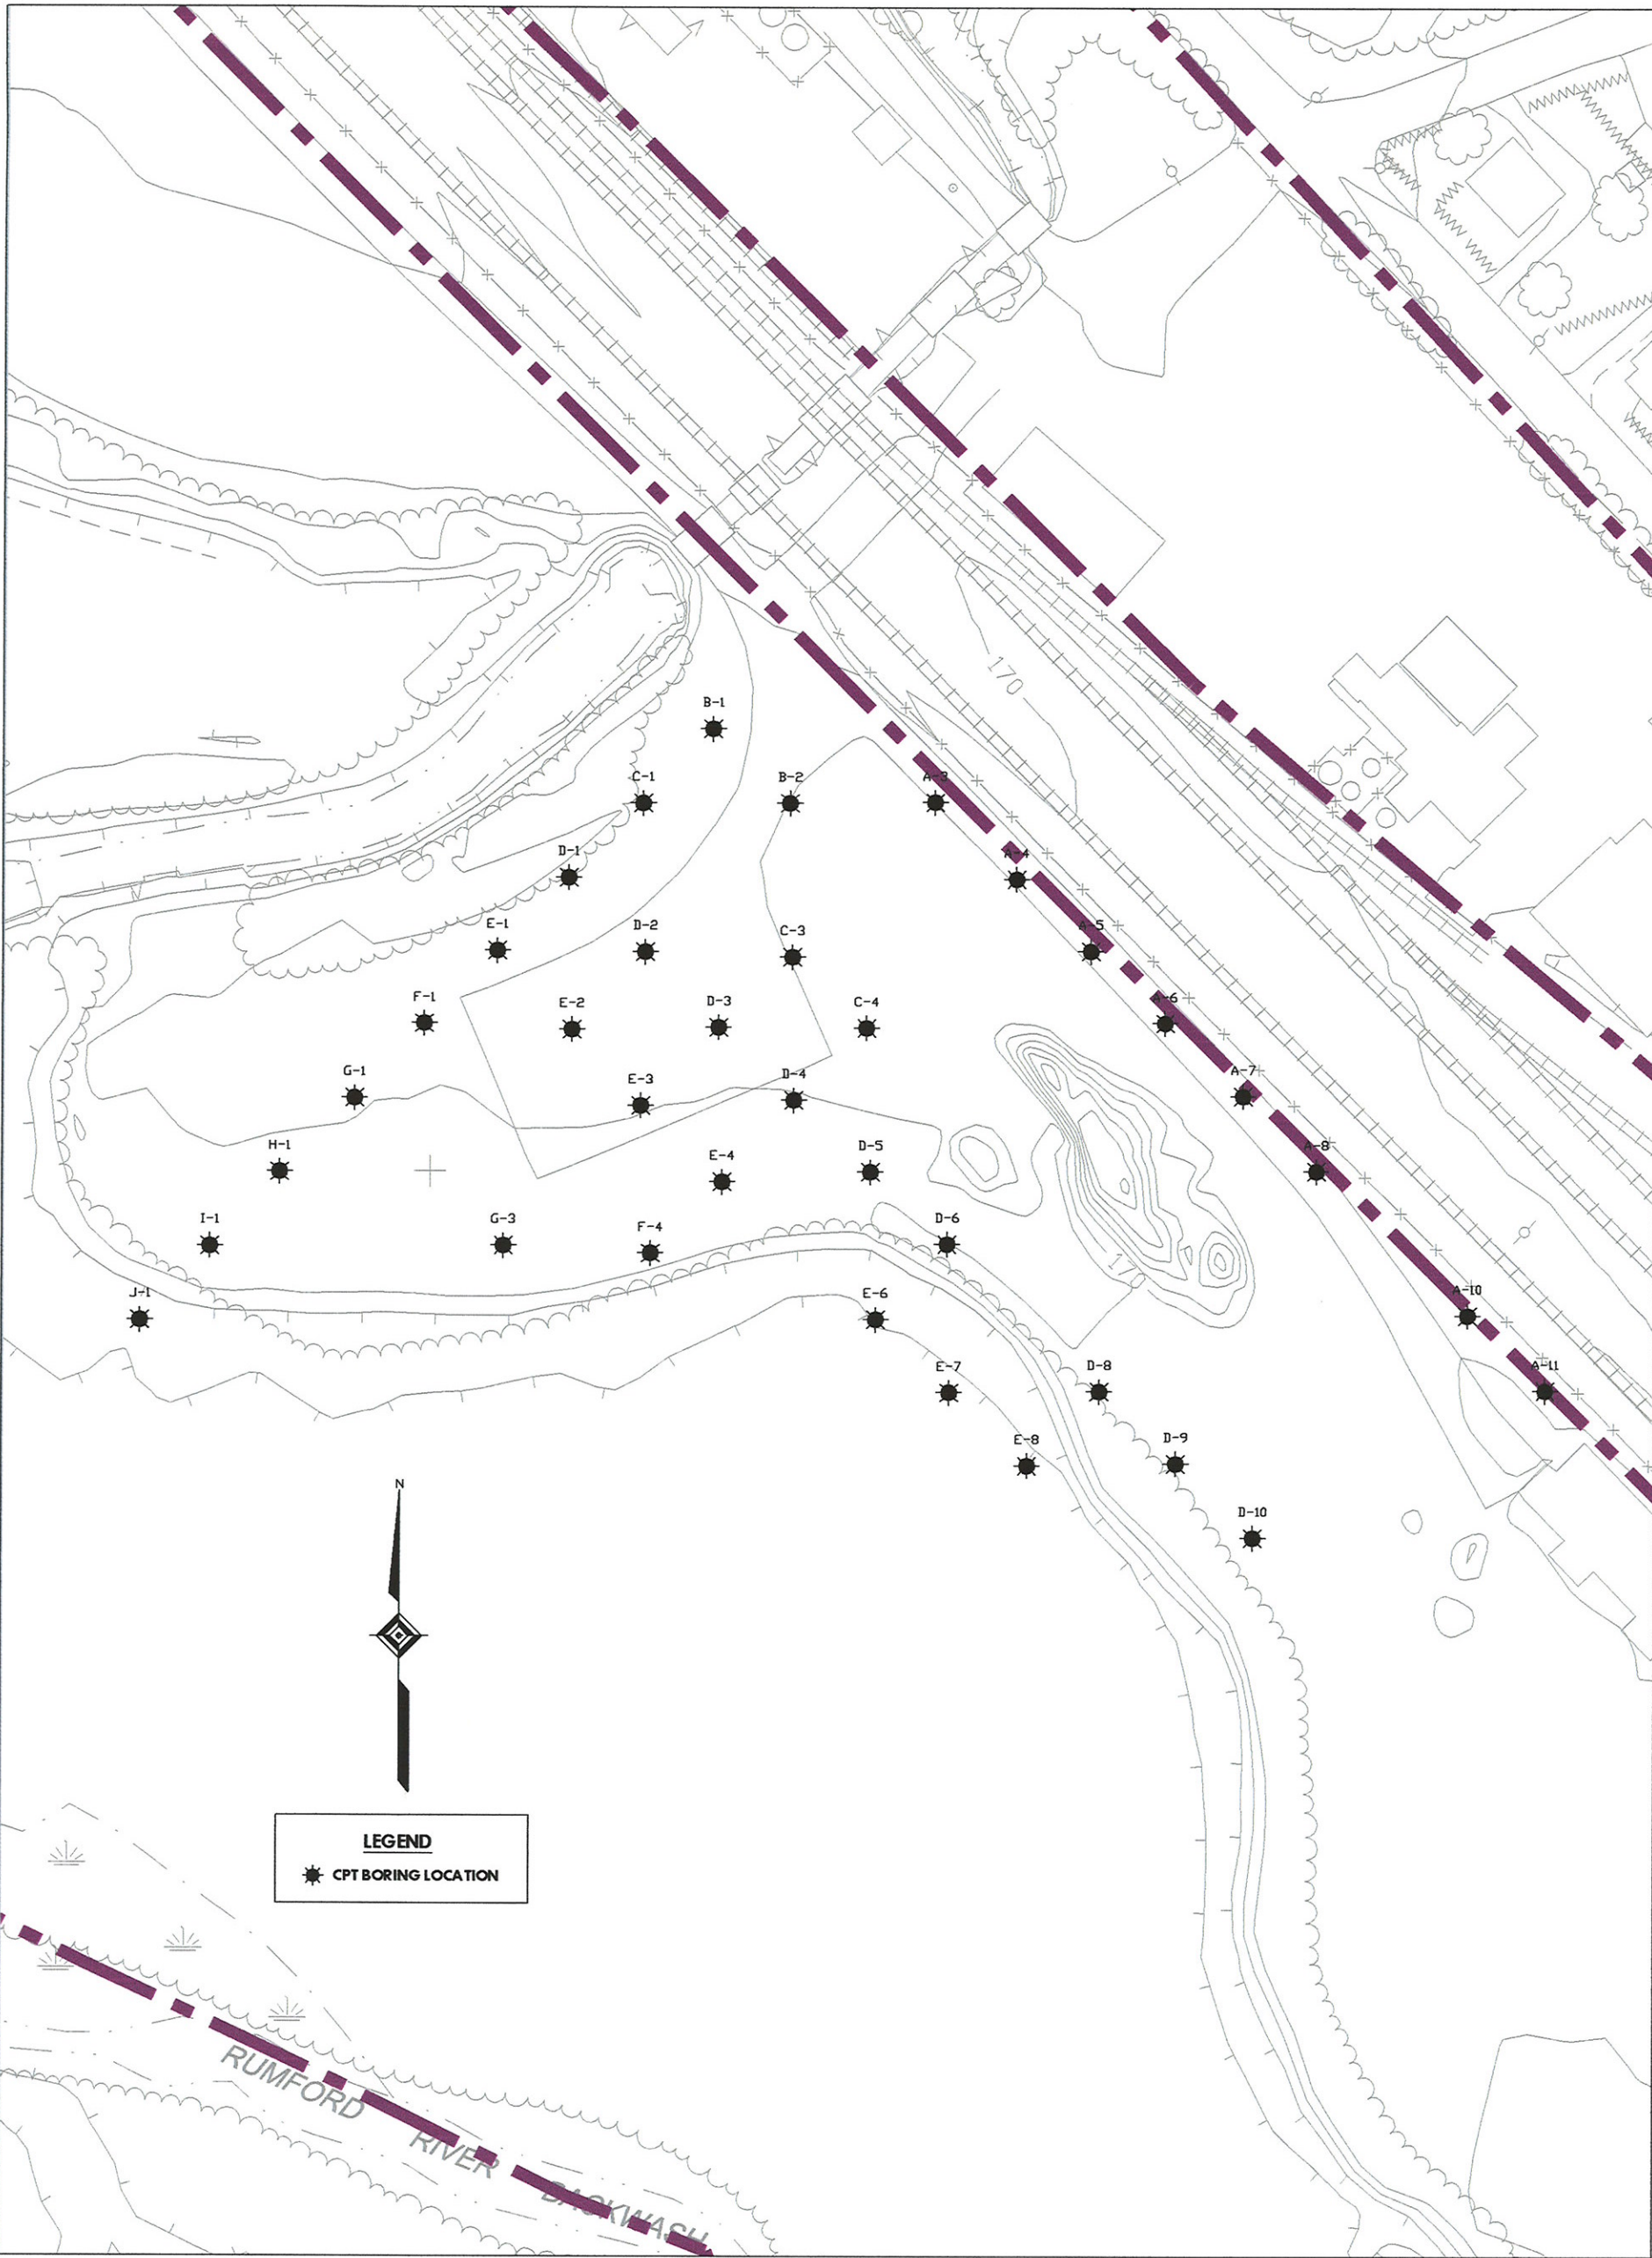 170
B-1
C-1
B-2
A-3
D-1
A-4
E-1
D-2
C-3
A-5
F-1
E-2
D-3
C-4
A-6
G-1
E-3
D-4
A-7
H-1
E-4
D-5
A-8
I-1
G-3
F-4
D-6
170
J-1
E-6
A-10
E-7
D-8
A-11
E-8
D-9
N
D-10
LEGEND
CPT BORING LOCATION
RUMFORD
RIVER
BACKWASH